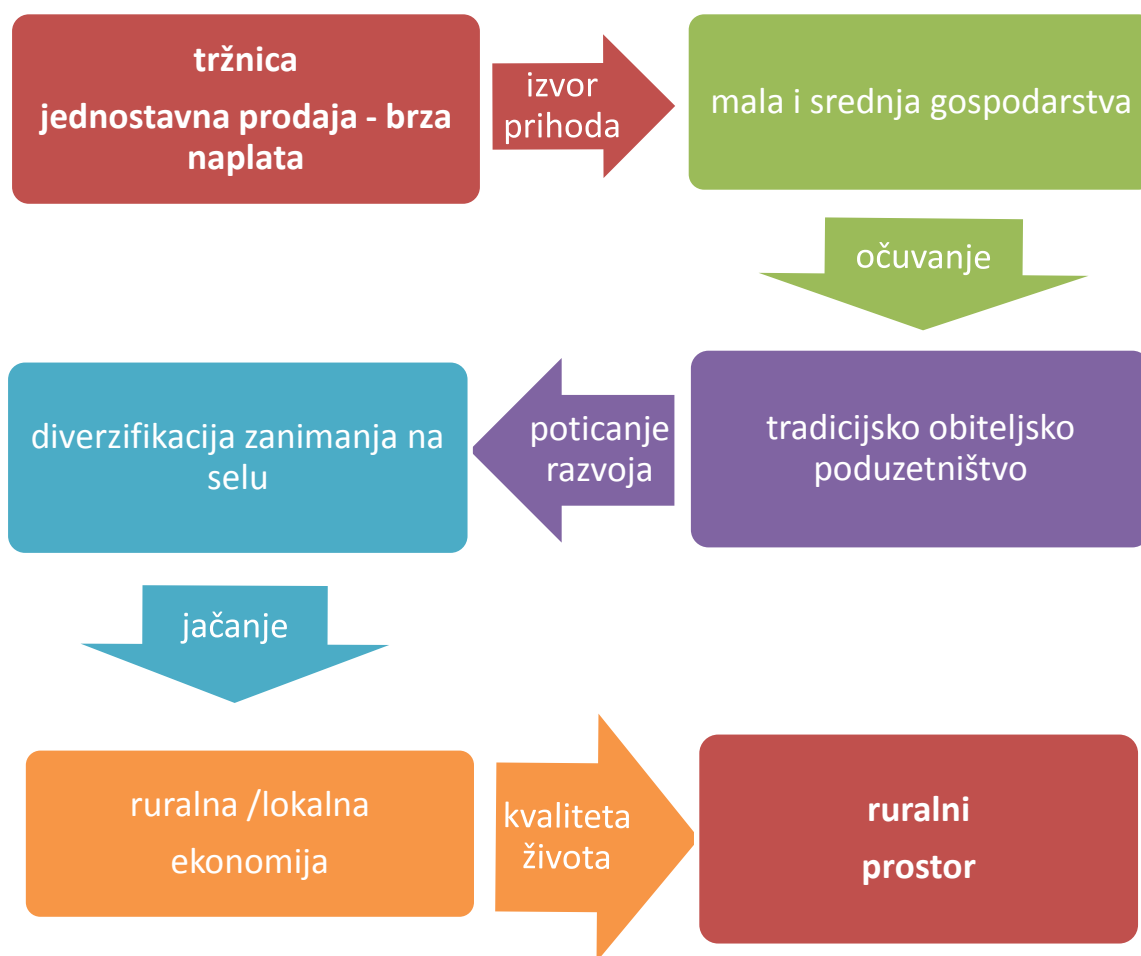 tržnica
jednostavna prodaja - brza
naplata
izvor
prihoda
mala i srednja gospodarstva
očuvanje
tradicijsko obiteljsko
poduzetništvo
poticanje
razvoja
diverzifikacija zanimanja na
selu
jačanje
ruralna /lokalna
ekonomija
kvaliteta
života
ruralni
prostor